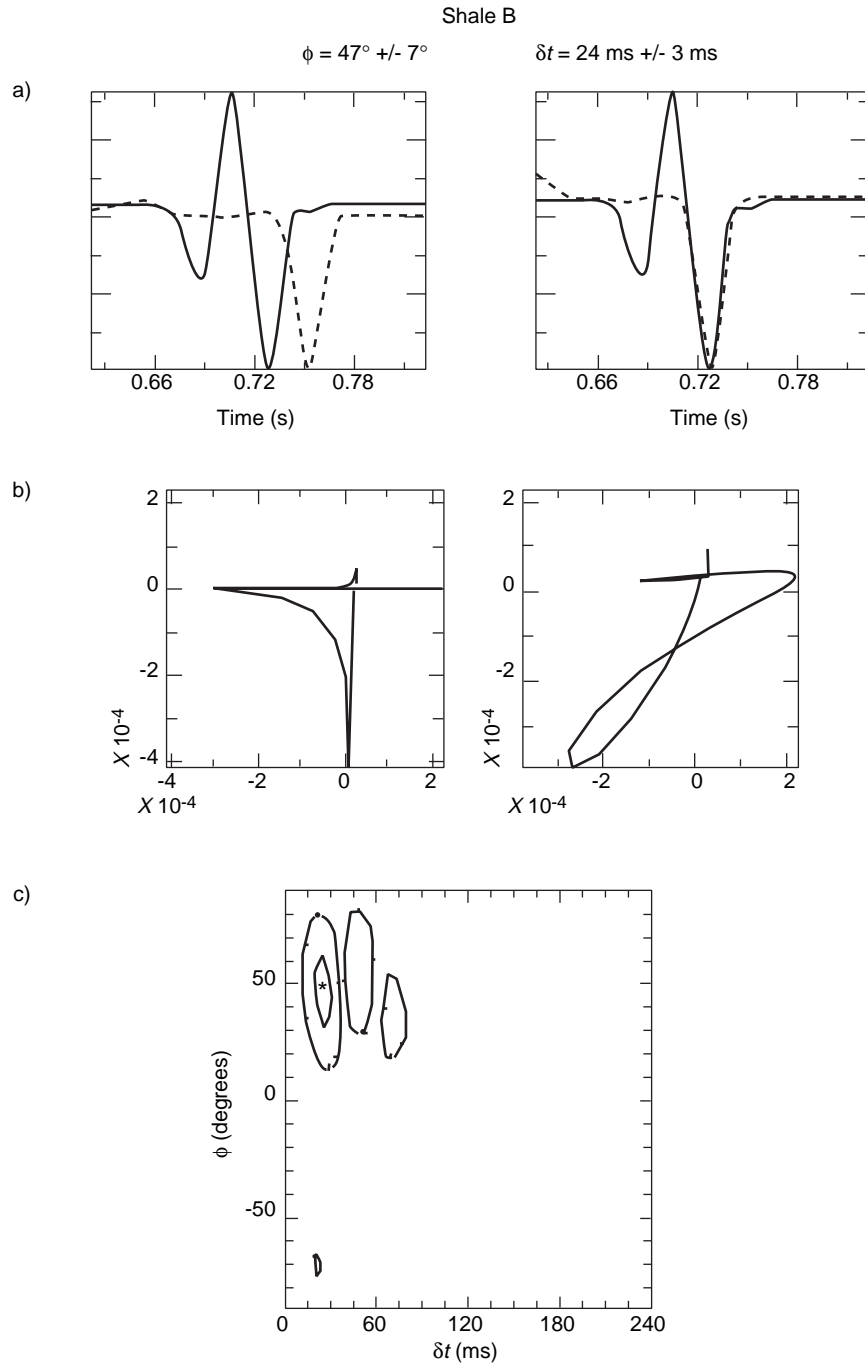 Shale B
ϕ = 47° +/- 7°
δt = 24 ms +/- 3 ms
a)
0.66 0.72 0.78
Time (s)
0.66 0.72 0.78
Time (s)
b)
2
0
-2
-4
X 10-4
-4 -2 0 2
X 10-4
2
0
-2
X 10-4
-2 0 2
X 10-4
c)
50
0
-50
ϕ (degrees)
*
0 60 120 180 240
δt (ms)